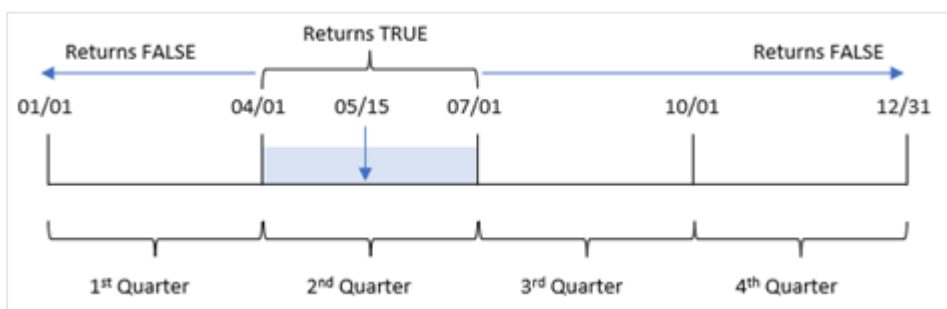 Returns TRUE
Returns FALSE
Returns FALSE
01/01
04/01
05/15
07/01
10/01
12/31
1st Quarter
2nd Quarter
3rd Quarter
4th Quarter